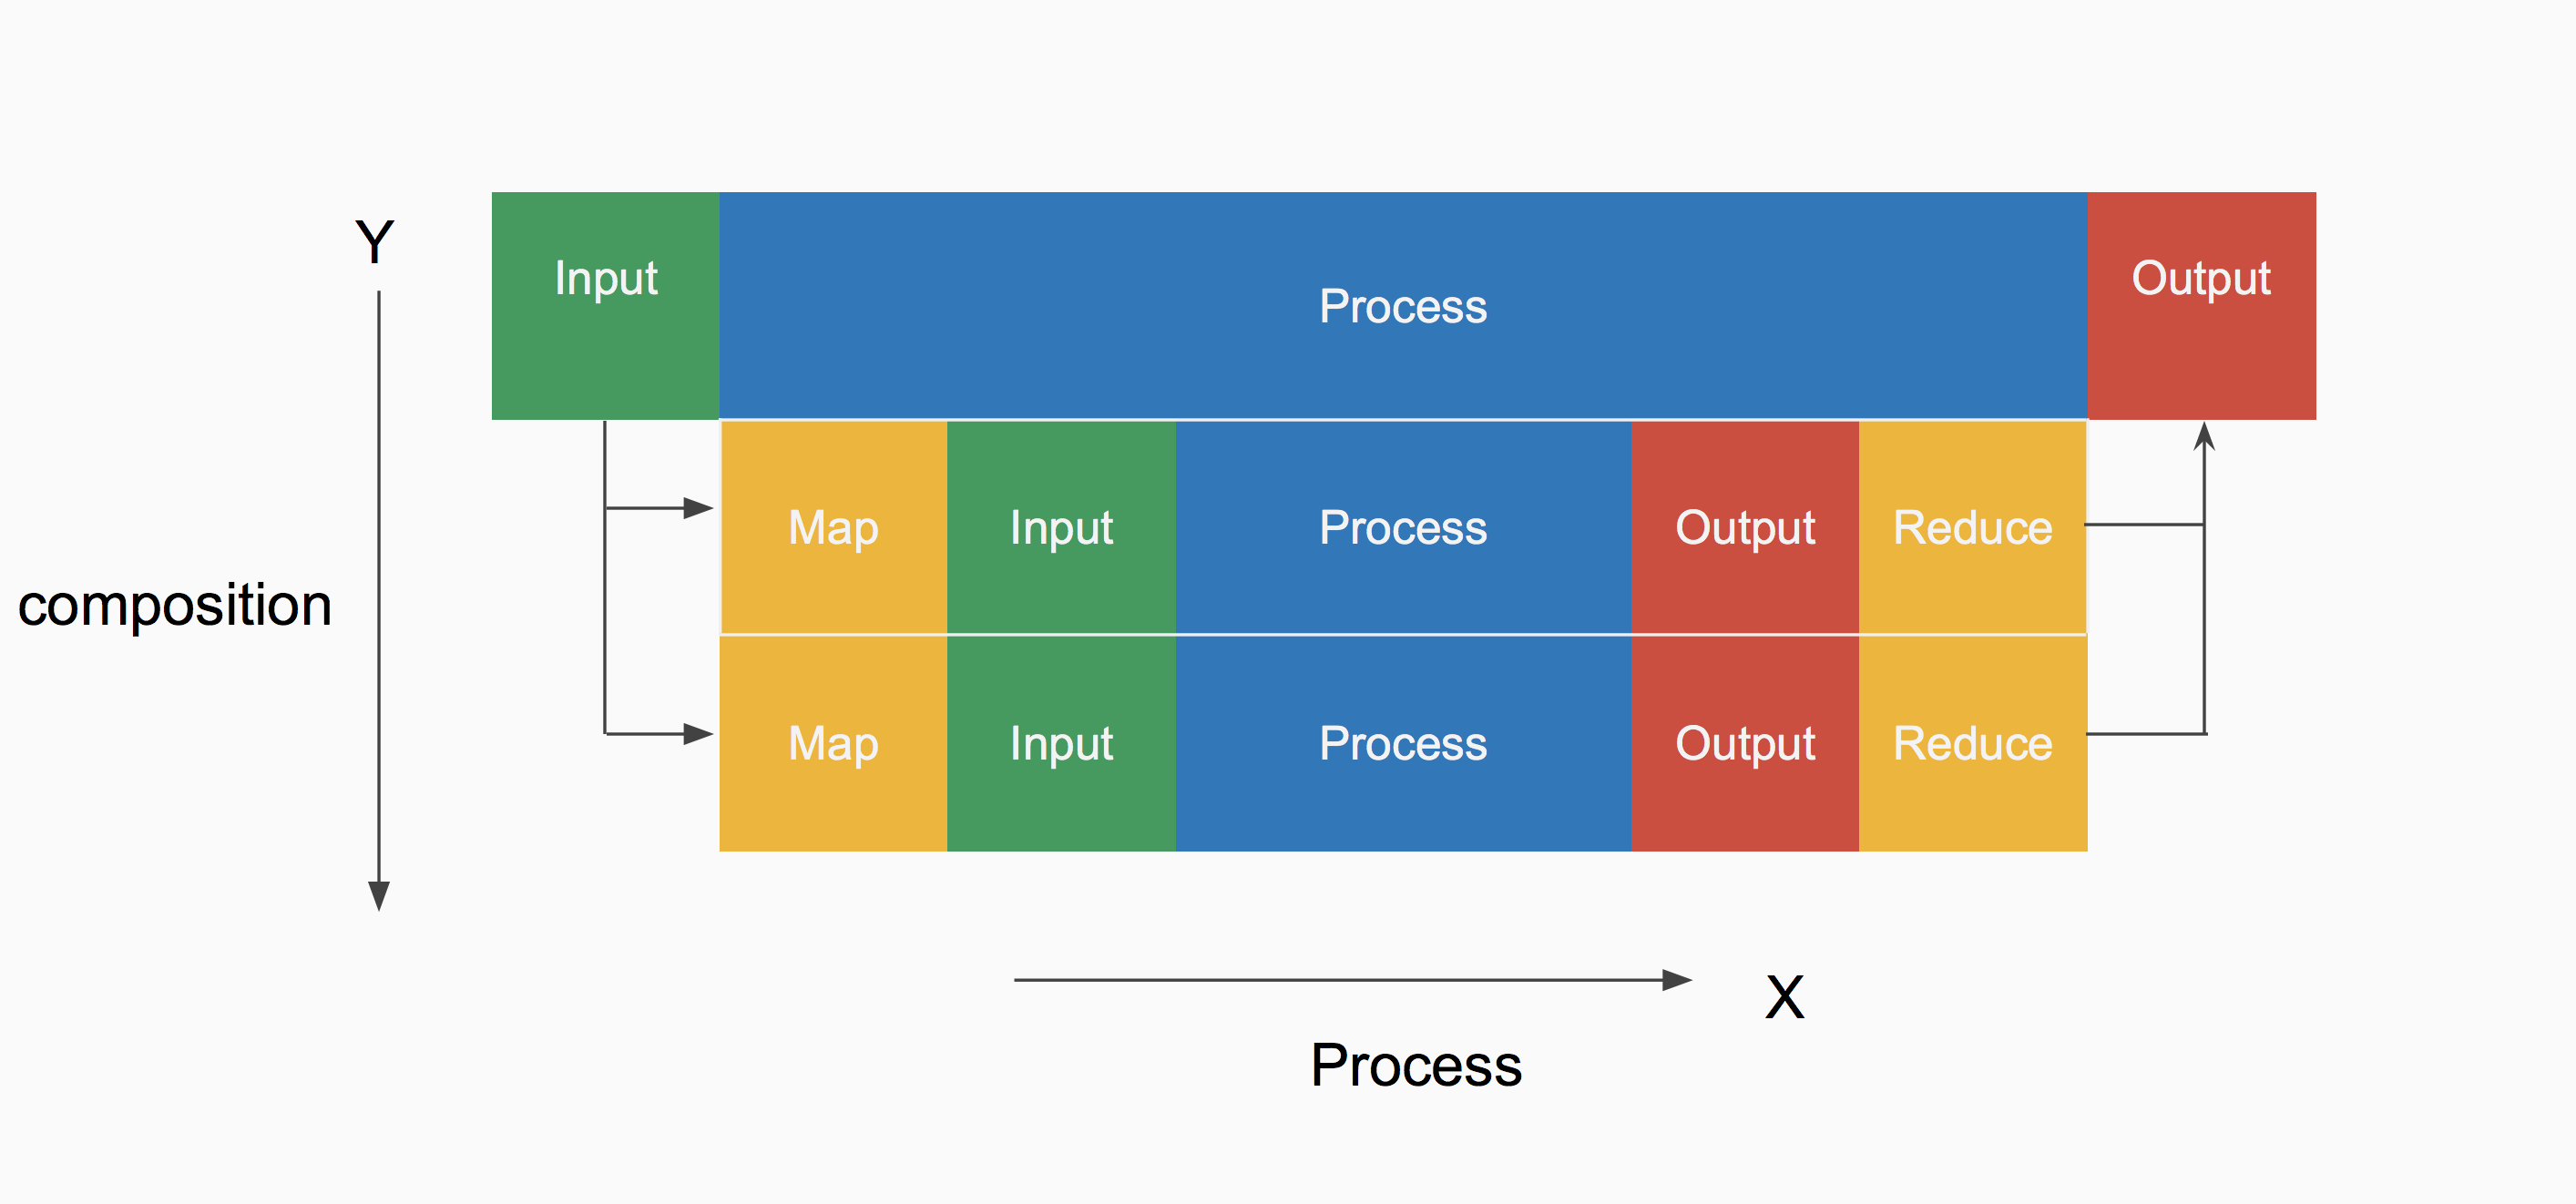 Y
Input
Process
Output
composition
Map
Input
Process
Output
Reduce
Map
Input
Process
Output
Reduce
X
Process